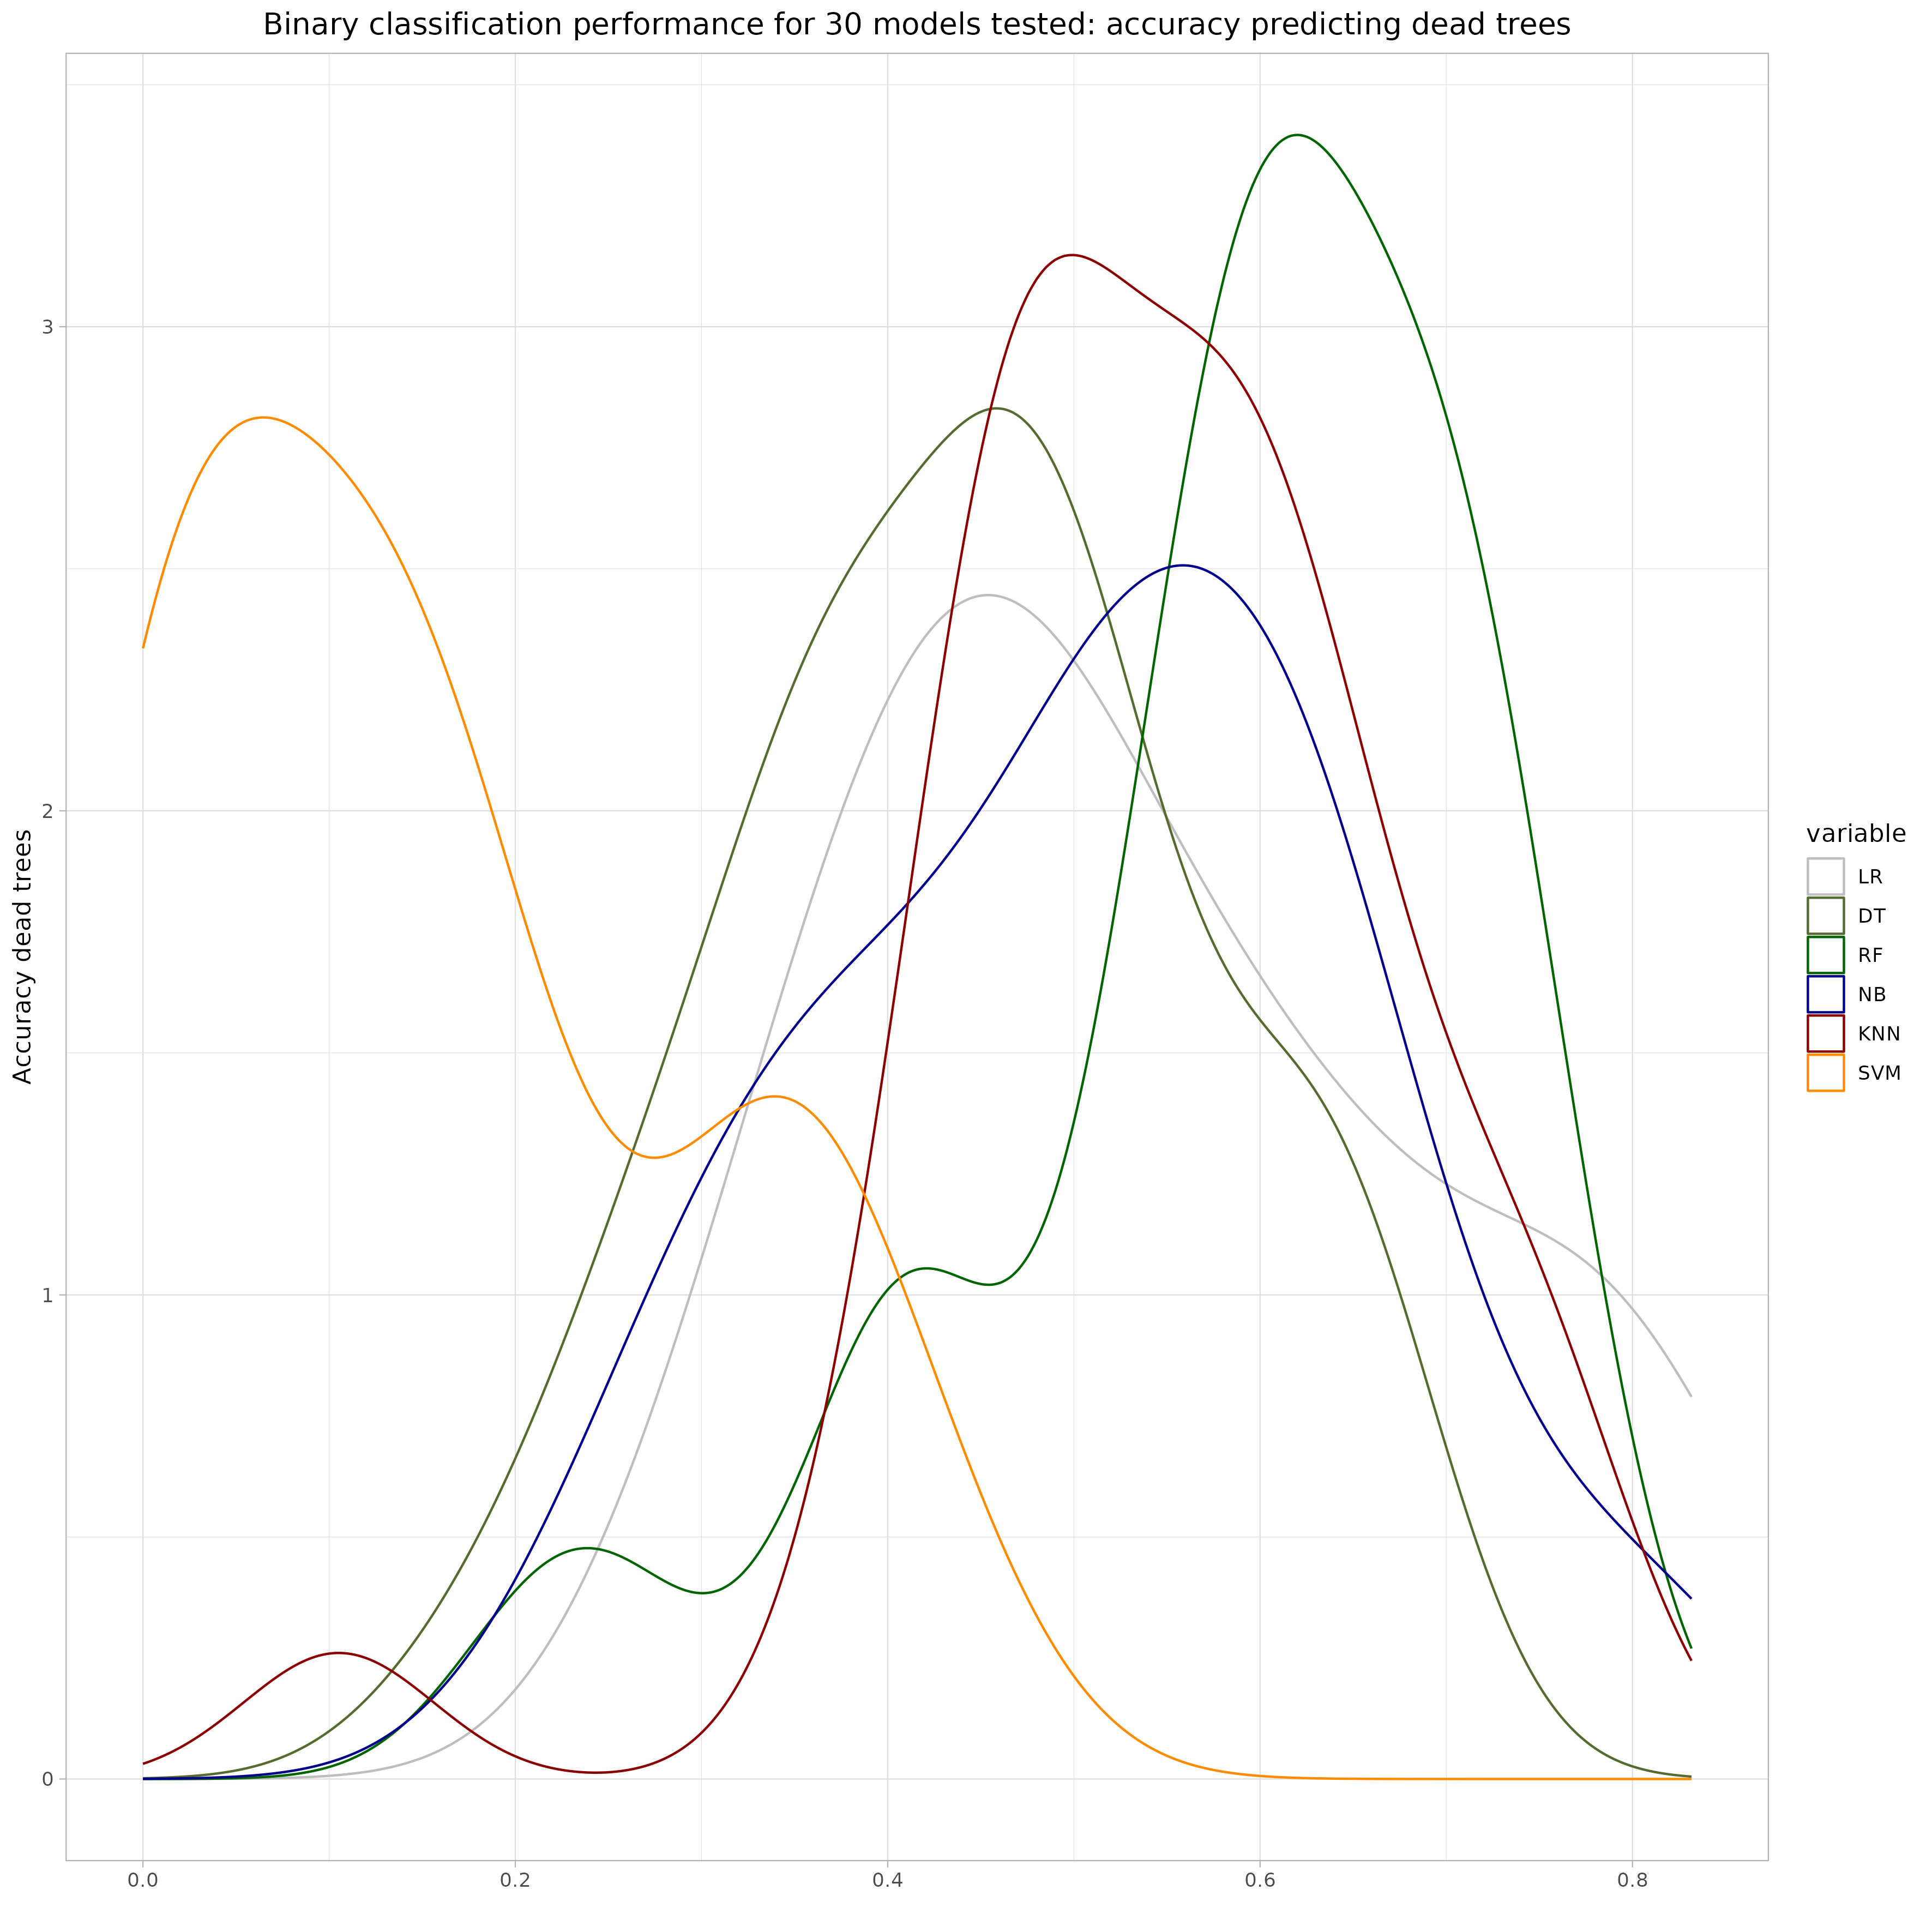 Binary classification performance for 30 models tested: accuracy predicting dead trees
Accuracy dead trees
3
2
1
0
0.0 0.2 0.4 0.6 0.8
variable
LR
DT
RF
NB
KNN
SVM